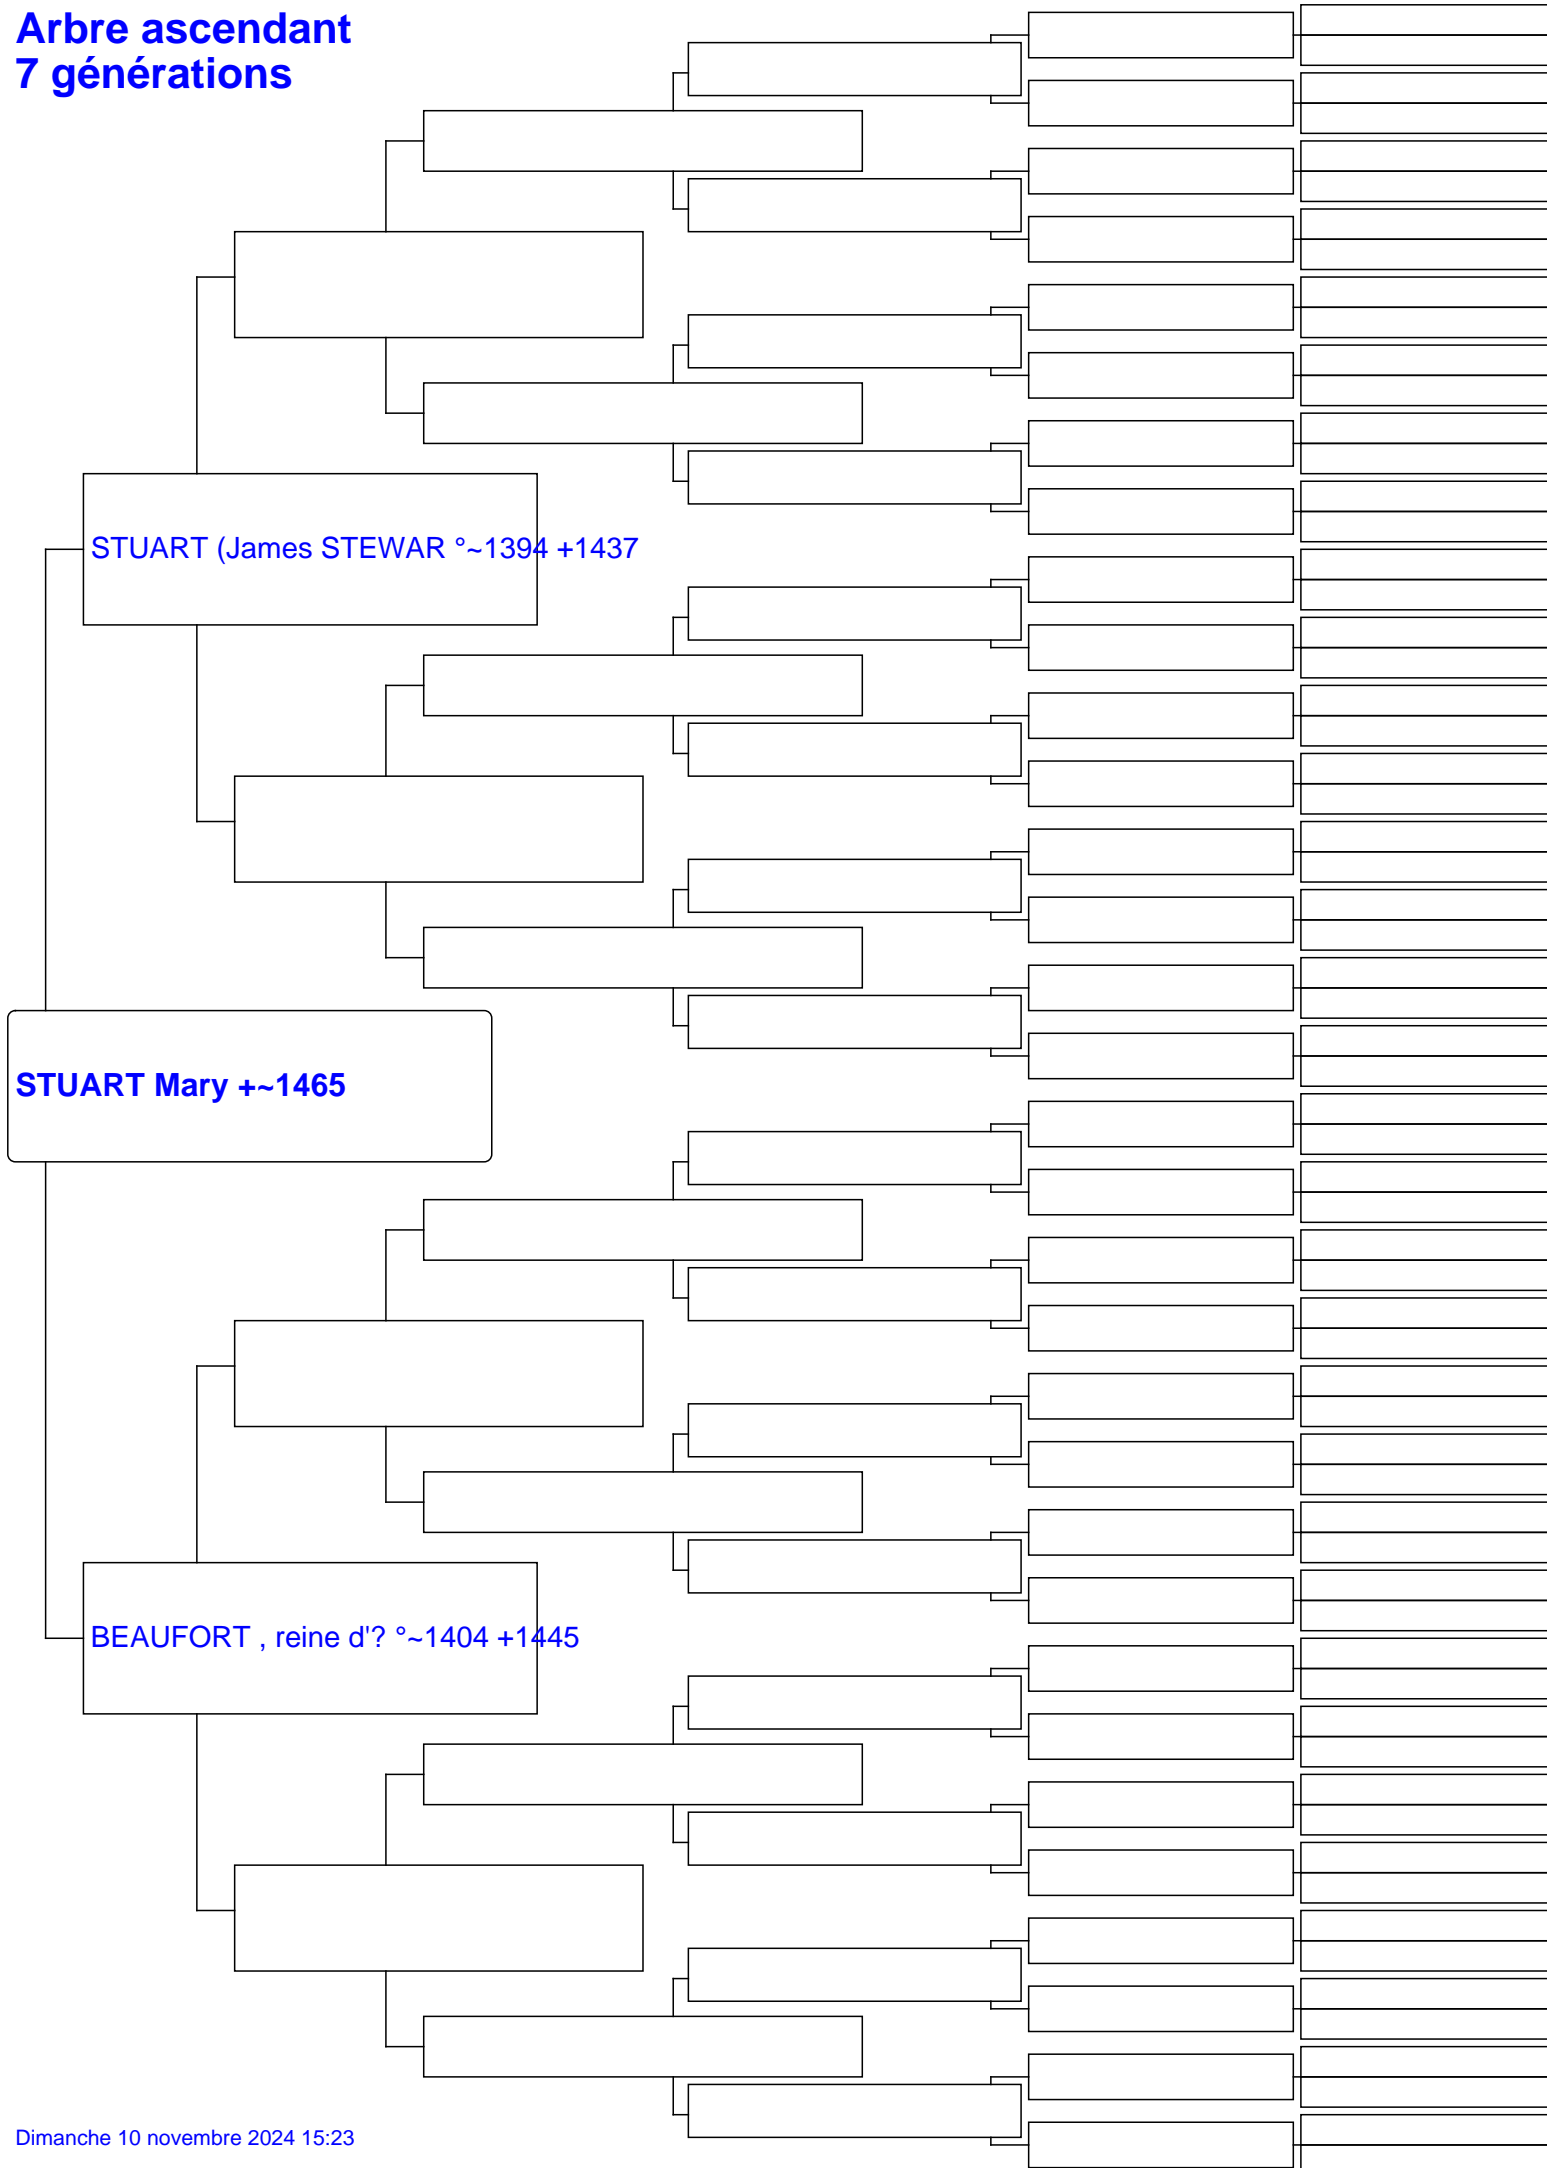 Arbre ascendant
7 générations
STUART (James STEWAR °~1394 +1437
STUART Mary +~1465
BEAUFORT , reine d'? °~1404 +1445
Dimanche 10 novembre 2024 15:23